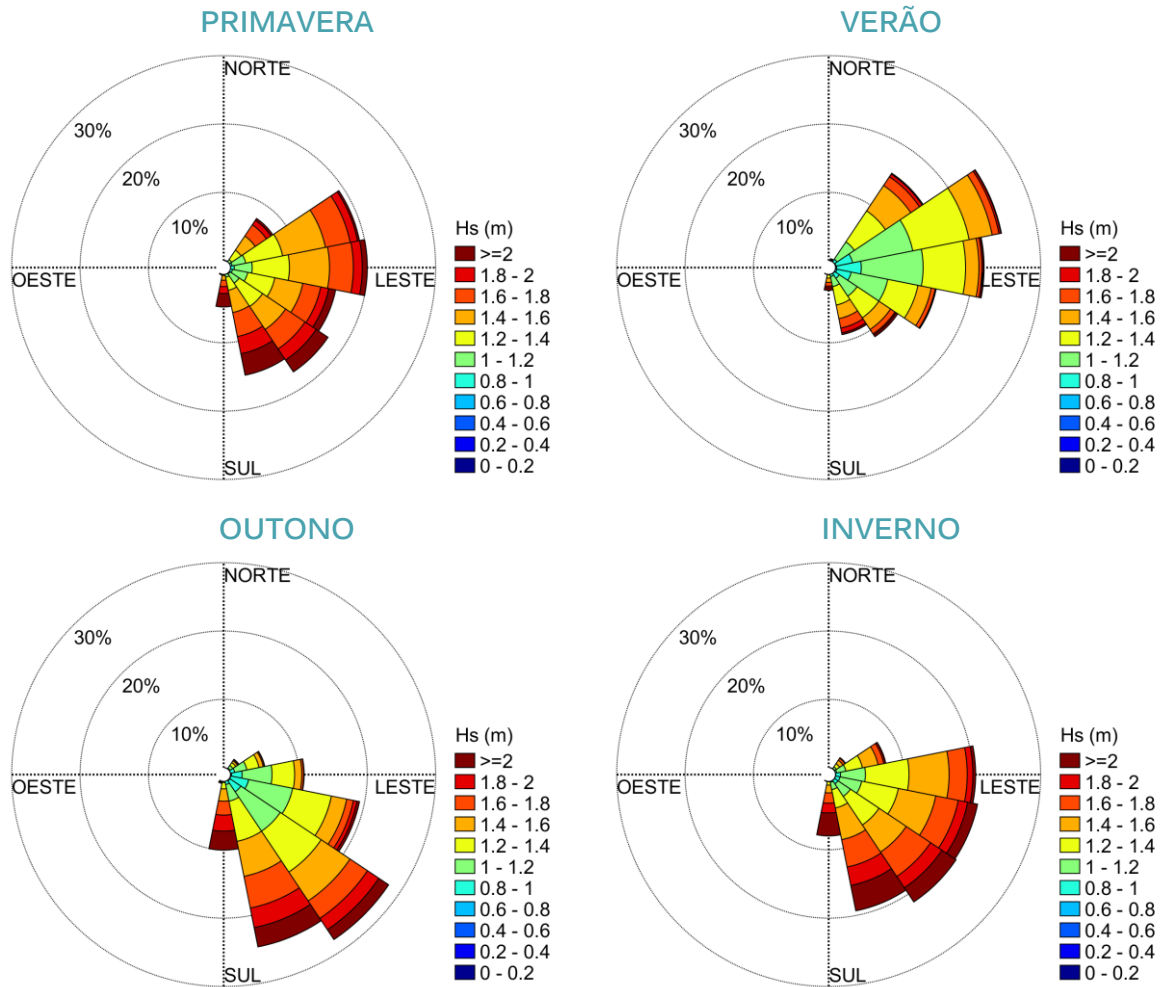 PRIMAVERA
NORTE
30%
20%
10%
OESTE
LESTE
SUL
Hs (m)
>=2
1.8 - 2
1.6 - 1.8
1.4 - 1.6
1.2 - 1.4
1 - 1.2
0.8 - 1
0.6 - 0.8
0.4 - 0.6
0.2 - 0.4
0 - 0.2
VERÃO
NORTE
30%
20%
10%
OESTE
LESTE
SUL
Hs (m)
>=2
1.8 - 2
1.6 - 1.8
1.4 - 1.6
1.2 - 1.4
1 - 1.2
0.8 - 1
0.6 - 0.8
0.4 - 0.6
0.2 - 0.4
0 - 0.2
OUTONO
NORTE
30%
20%
10%
OESTE
LESTE
SUL
Hs (m)
>=2
1.8 - 2
1.6 - 1.8
1.4 - 1.6
1.2 - 1.4
1 - 1.2
0.8 - 1
0.6 - 0.8
0.4 - 0.6
0.2 - 0.4
0 - 0.2
INVERNO
NORTE
30%
20%
10%
OESTE
LESTE
SUL
Hs (m)
>=2
1.8 - 2
1.6 - 1.8
1.4 - 1.6
1.2 - 1.4
1 - 1.2
0.8 - 1
0.6 - 0.8
0.4 - 0.6
0.2 - 0.4
0 - 0.2